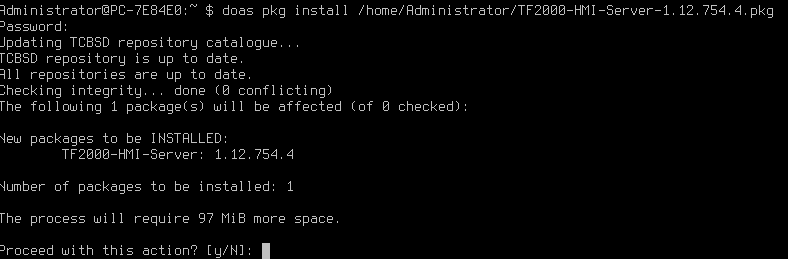 Administrator@PC-7E84E0:~ $ doas pkg install /home/Administrator/TF2000-HMI-Server-1.12.754.4.pkg
Password:
Updating TCBSD repository catalogue...
TCBSD repository is up to date.
All repositories are up to date.
Checking integrity... done (0 conflicting)
The following 1 package(s) will be affected (of 0 checked):
New packages to be INSTALLED:
TF2000-HMI-Server: 1.12.754.4
Number of packages to be installed: 1
The process will require 97 MiB more space.
Proceed with this action? [y/N]: